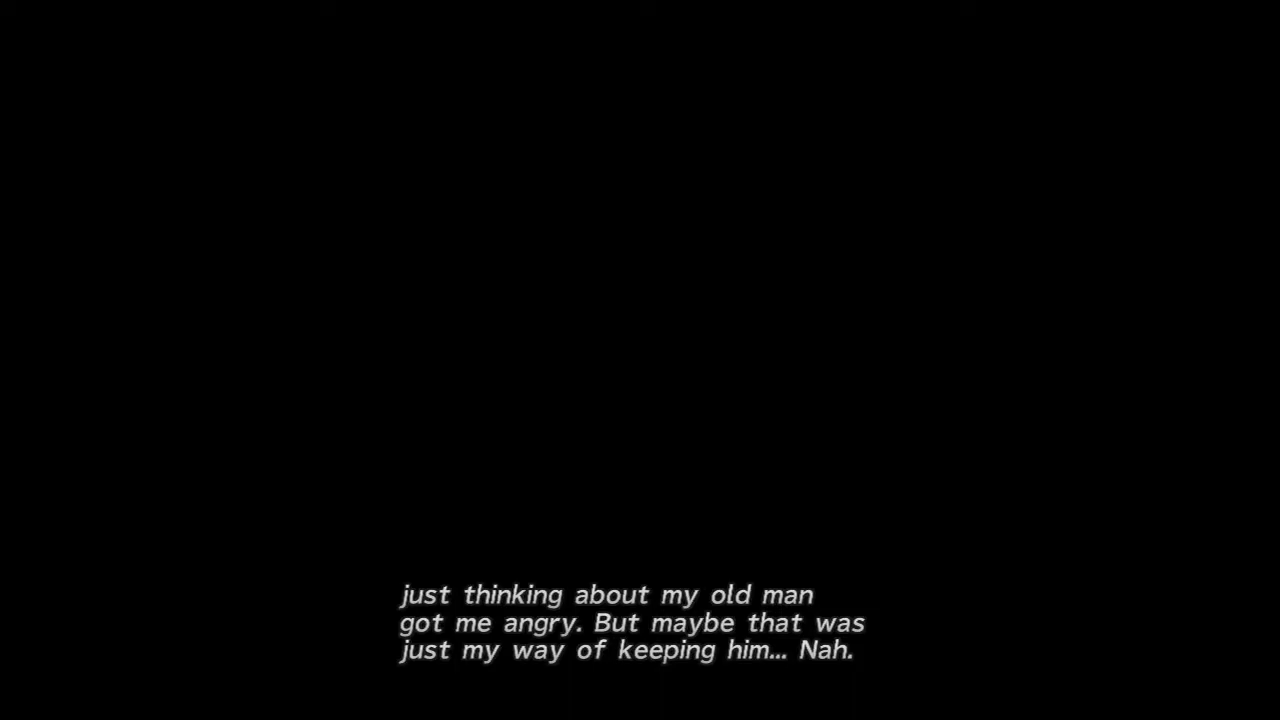 just thinking about my old man
got me angry. But maybe that was
just my way of keeping him... Nah.